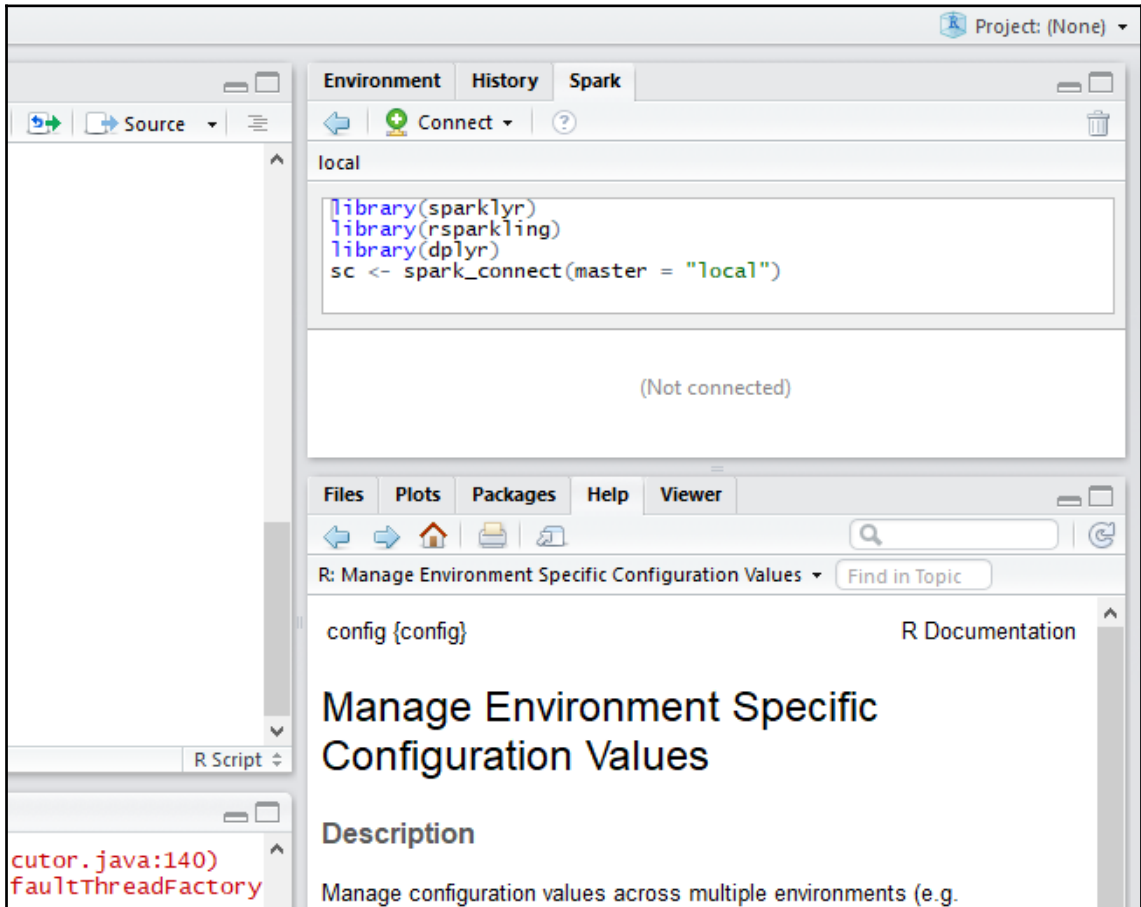 Project: (None)
Environment History Spark
Source
Connect
local
library(sparklyr)
library(rsparkling)
library(dplyr)
sc <- spark_connect(master = "local")
(Not connected)
Files Plots Packages Help Viewer
R: Manage Environment Specific Configuration Values Find in Topic
config {config} R Documentation
Manage Environment Specific
Configuration Values
R Script
Description
cutor.java:140)
faultThreadFactory
Manage configuration values across multiple environments (e.g.